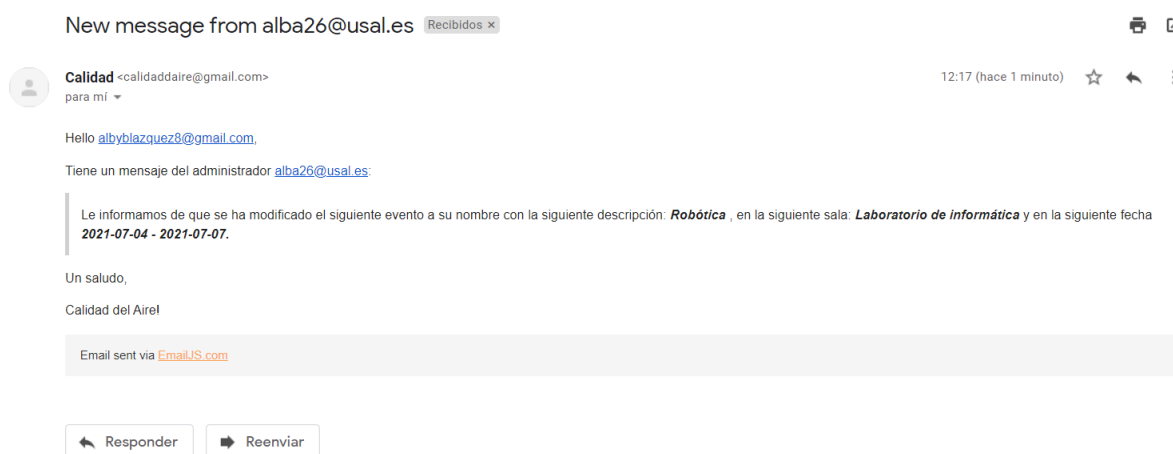 New message from alba26@usal.es Recibidos ×
Calidad <calidaddaire@gmail.com> 12:17 (hace 1 minuto)
para mí
Hello albyblazquez8@gmail.com,
Tiene un mensaje del administrador alba26@usal.es:
Le informamos de que se ha modificado el siguiente evento a su nombre con la siguiente descripción: Robótica , en la siguiente sala: Laboratorio de informática y en la siguiente fecha
2021-07-04 - 2021-07-07.
Un saludo,
Calidad del Aire!
Email sent via EmailJS.com
Responder Reenviar